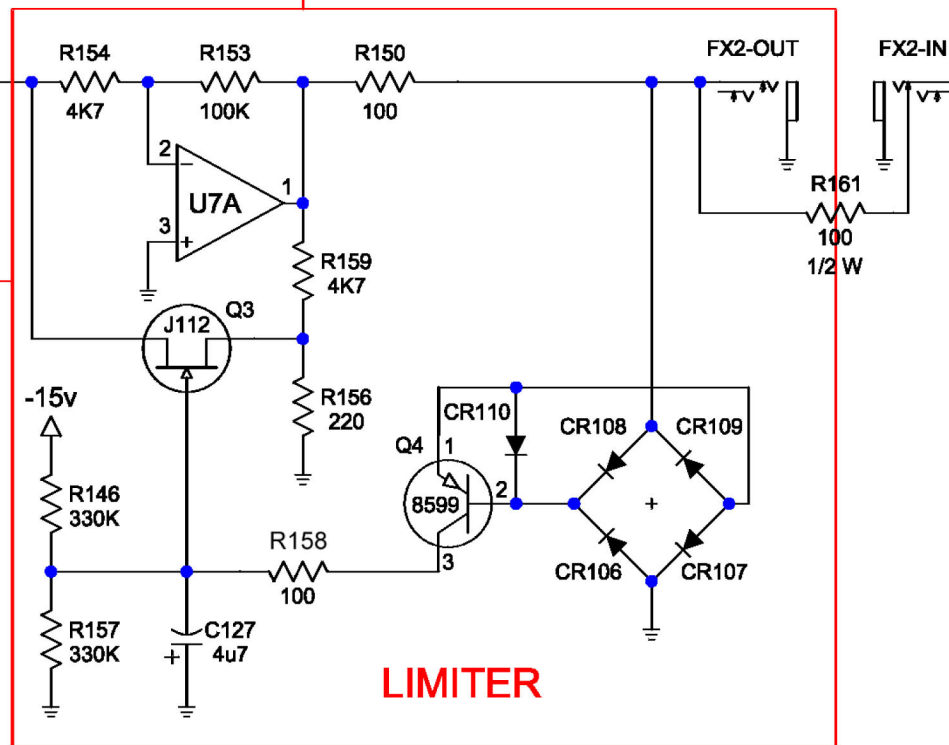 R154
4K7
R153
100K
R150
100
FX2-OUT
FX2-IN
2
−
U7A
1
3
+
R161
100
1/2 W
R159
4K7
Q3
J112
R156
220
-15v
R146
330K
R157
330K
C127
4u7
+
R158
100
CR110
Q4
1
8599
2
3
CR108
CR109
+
CR106
CR107
LIMITER